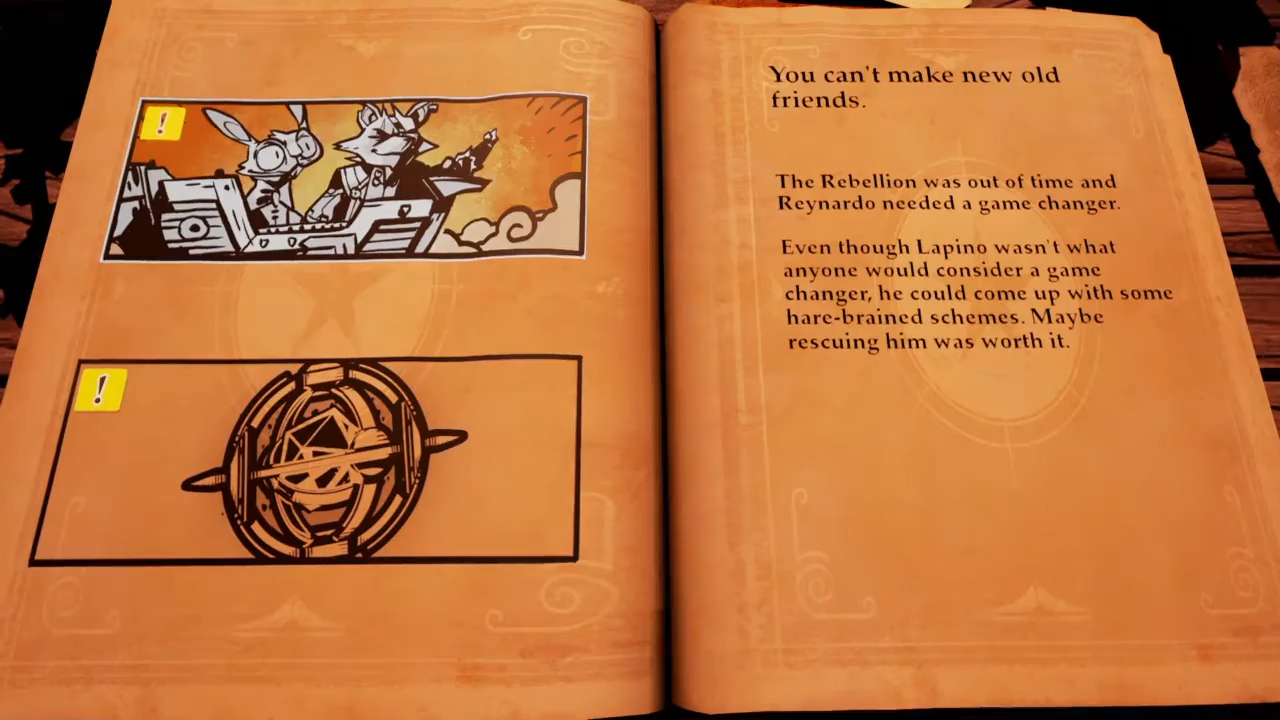 !
!
You can't make new old
friends.
The Rebellion was out of time and
Reynardo needed a game changer.
Even though Lapino wasn't what
anyone would consider a game
changer, he could come up with some
hare-brained schemes. Maybe
rescuing him was worth it.